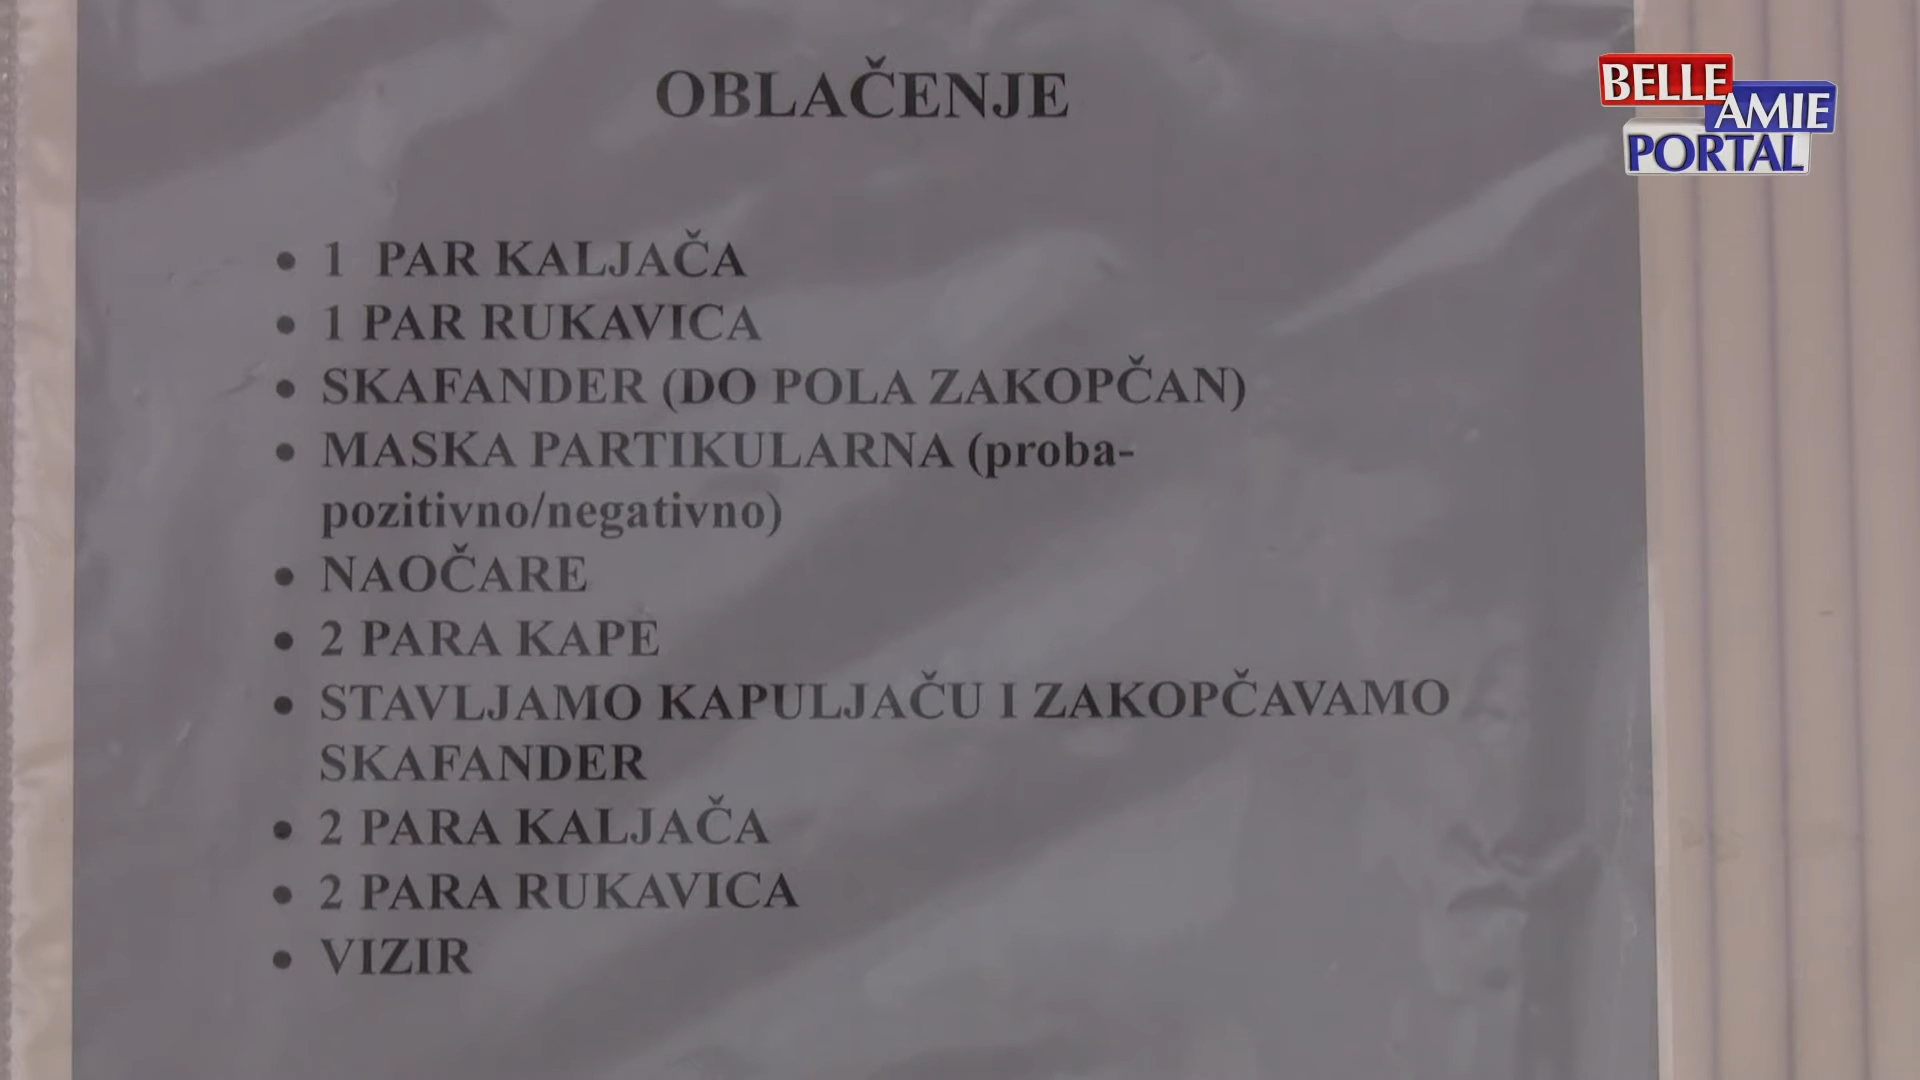 OBLAČENJE
BELLE
AMIE
PORTAL
• 1 PAR KALJAČA
• 1 PAR RUKAVICA
• SKAFANDER (DO POLA ZAKOPČAN)
• MASKA PARTIKULARNA (proba-
pozitivno/negativno)
• NAOČARE
• 2 PARA KAPE
• STAVLJAMO KAPULJAČU I ZAKOPČAVAMO
SKAFANDER
• 2 PARA KALJAČA
• 2 PARA RUKAVICA
• VIZIR